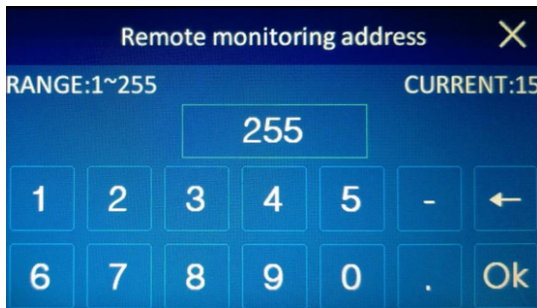 Remote monitoring address ×
RANGE:1~255 CURRENT:15
255
1 2 3 4 5 - ←
6 7 8 9 0 . Ok